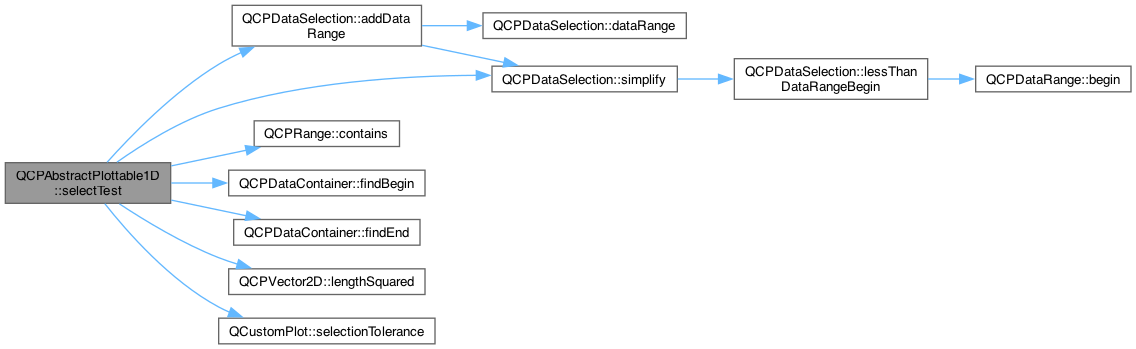 QCPDataSelection::addData
Range
QCPDataSelection::dataRange
QCPDataSelection::simplify
QCPDataSelection::lessThan
DataRangeBegin
QCPDataRange::begin
QCPRange::contains
QCPAbstractPlottable1D
::selectTest
QCPDataContainer::findBegin
QCPDataContainer::findEnd
QCPVector2D::lengthSquared
QCustomPlot::selectionTolerance